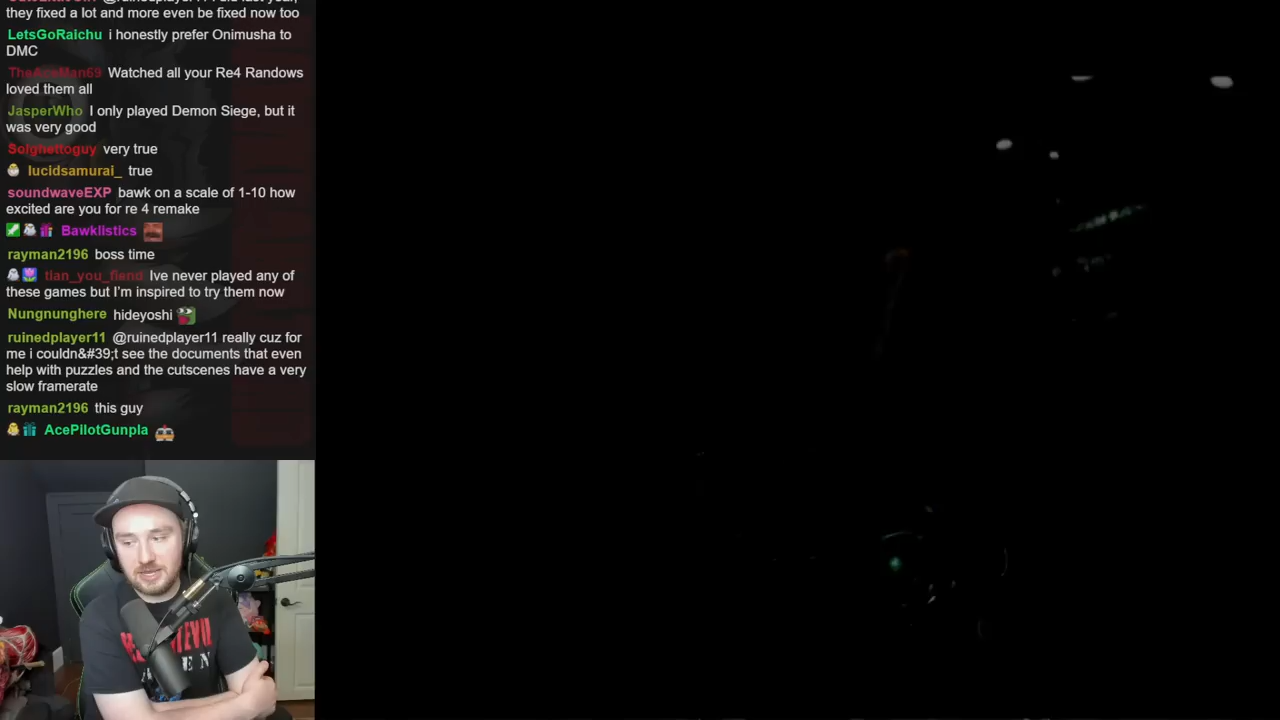 they fixed a lot and more even be fixed now too
LetsGoRaichu i honestly prefer Onimusha to
DMC
TheAceMan69 Watched all your Re4 Randows
loved them all
JasperWho I only played Demon Siege, but it
was very good
Solghettoguy very true
lucidsamurai_ true
soundwaveEXP bawk on a scale of 1-10 how
excited are you for re 4 remake
Bawklistics
rayman2196 boss time
tian_you_fiend Ive never played any of
these games but I'm inspired to try them now
Nungnunghere hideyoshi
ruinedplayer11 @ruinedplayer11 really cuz for
me i couldn&#39;t see the documents that even
help with puzzles and the cutscenes have a very
slow framerate
rayman2196 this guy
AcePilotGunpla